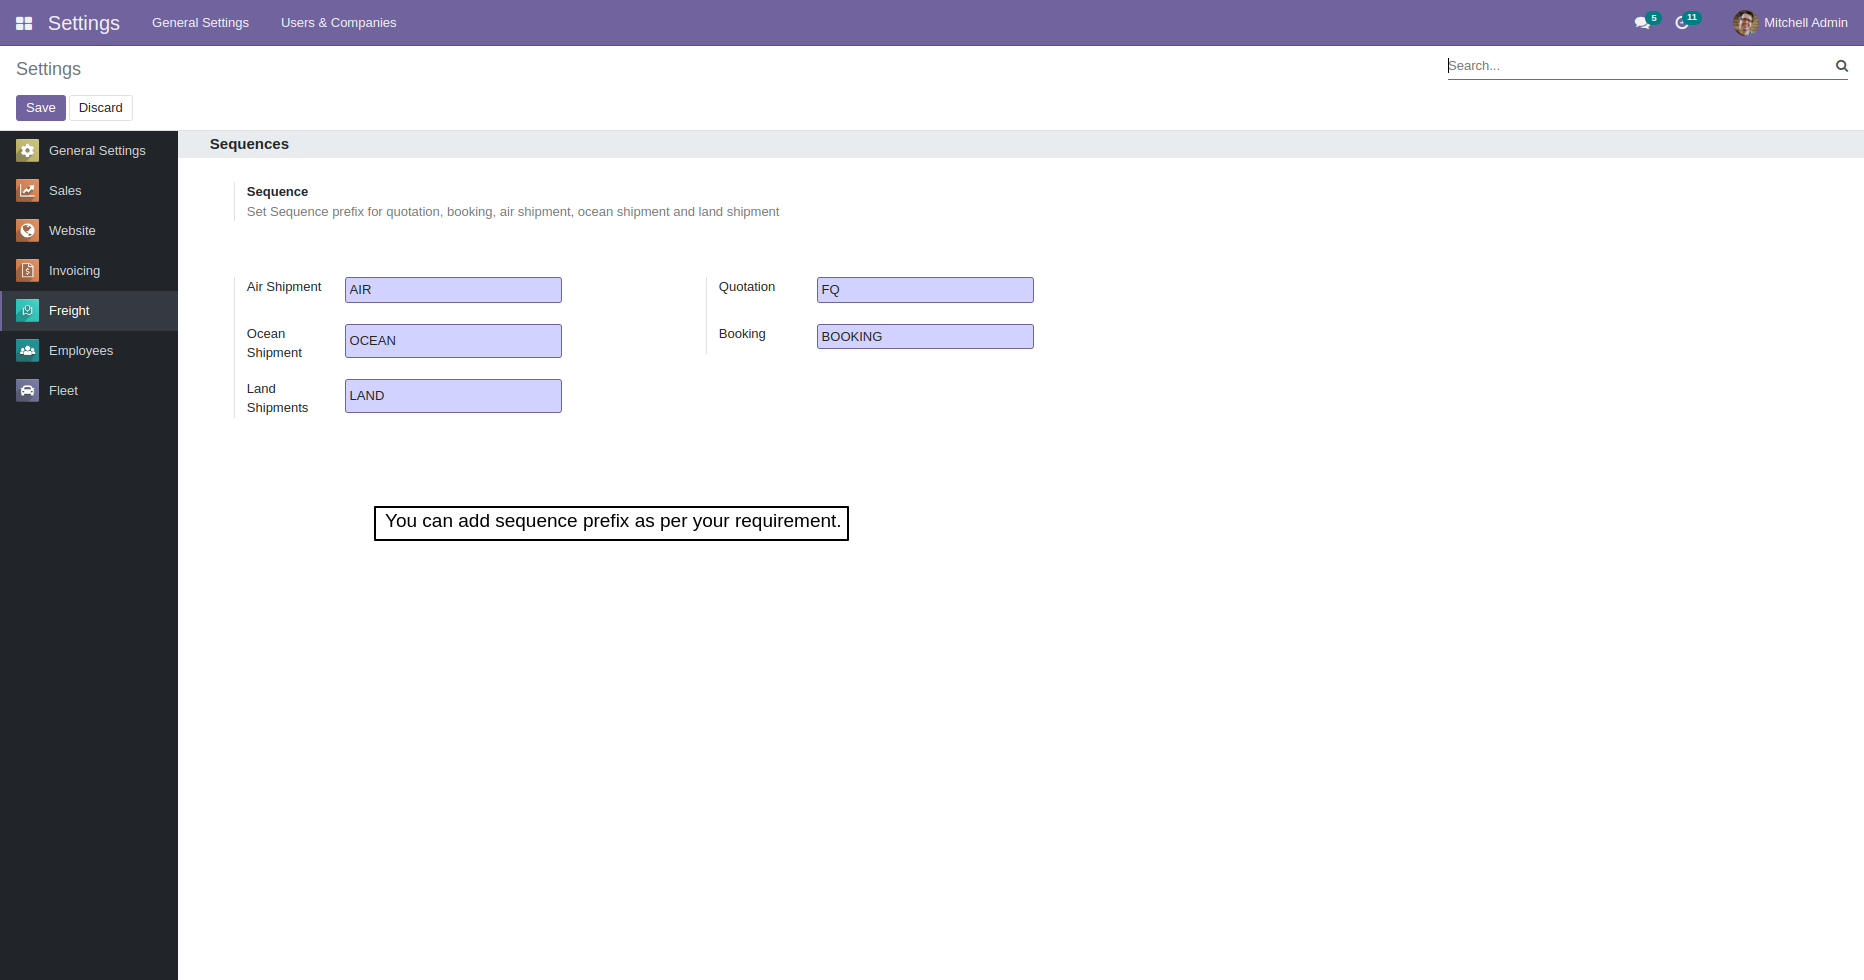 Settings
General Settings
Users & Companies
5
11
Mitchell Admin
Settings
Search...
Save
Discard
General Settings
Sales
Website
Invoicing
Freight
Employees
Fleet
Sequences
Sequence
Set Sequence prefix for quotation, booking, air shipment, ocean shipment and land shipment
Air Shipment
AIR
Ocean
Shipment
OCEAN
Land
Shipments
LAND
Quotation
FQ
Booking
BOOKING
You can add sequence prefix as per your requirement.